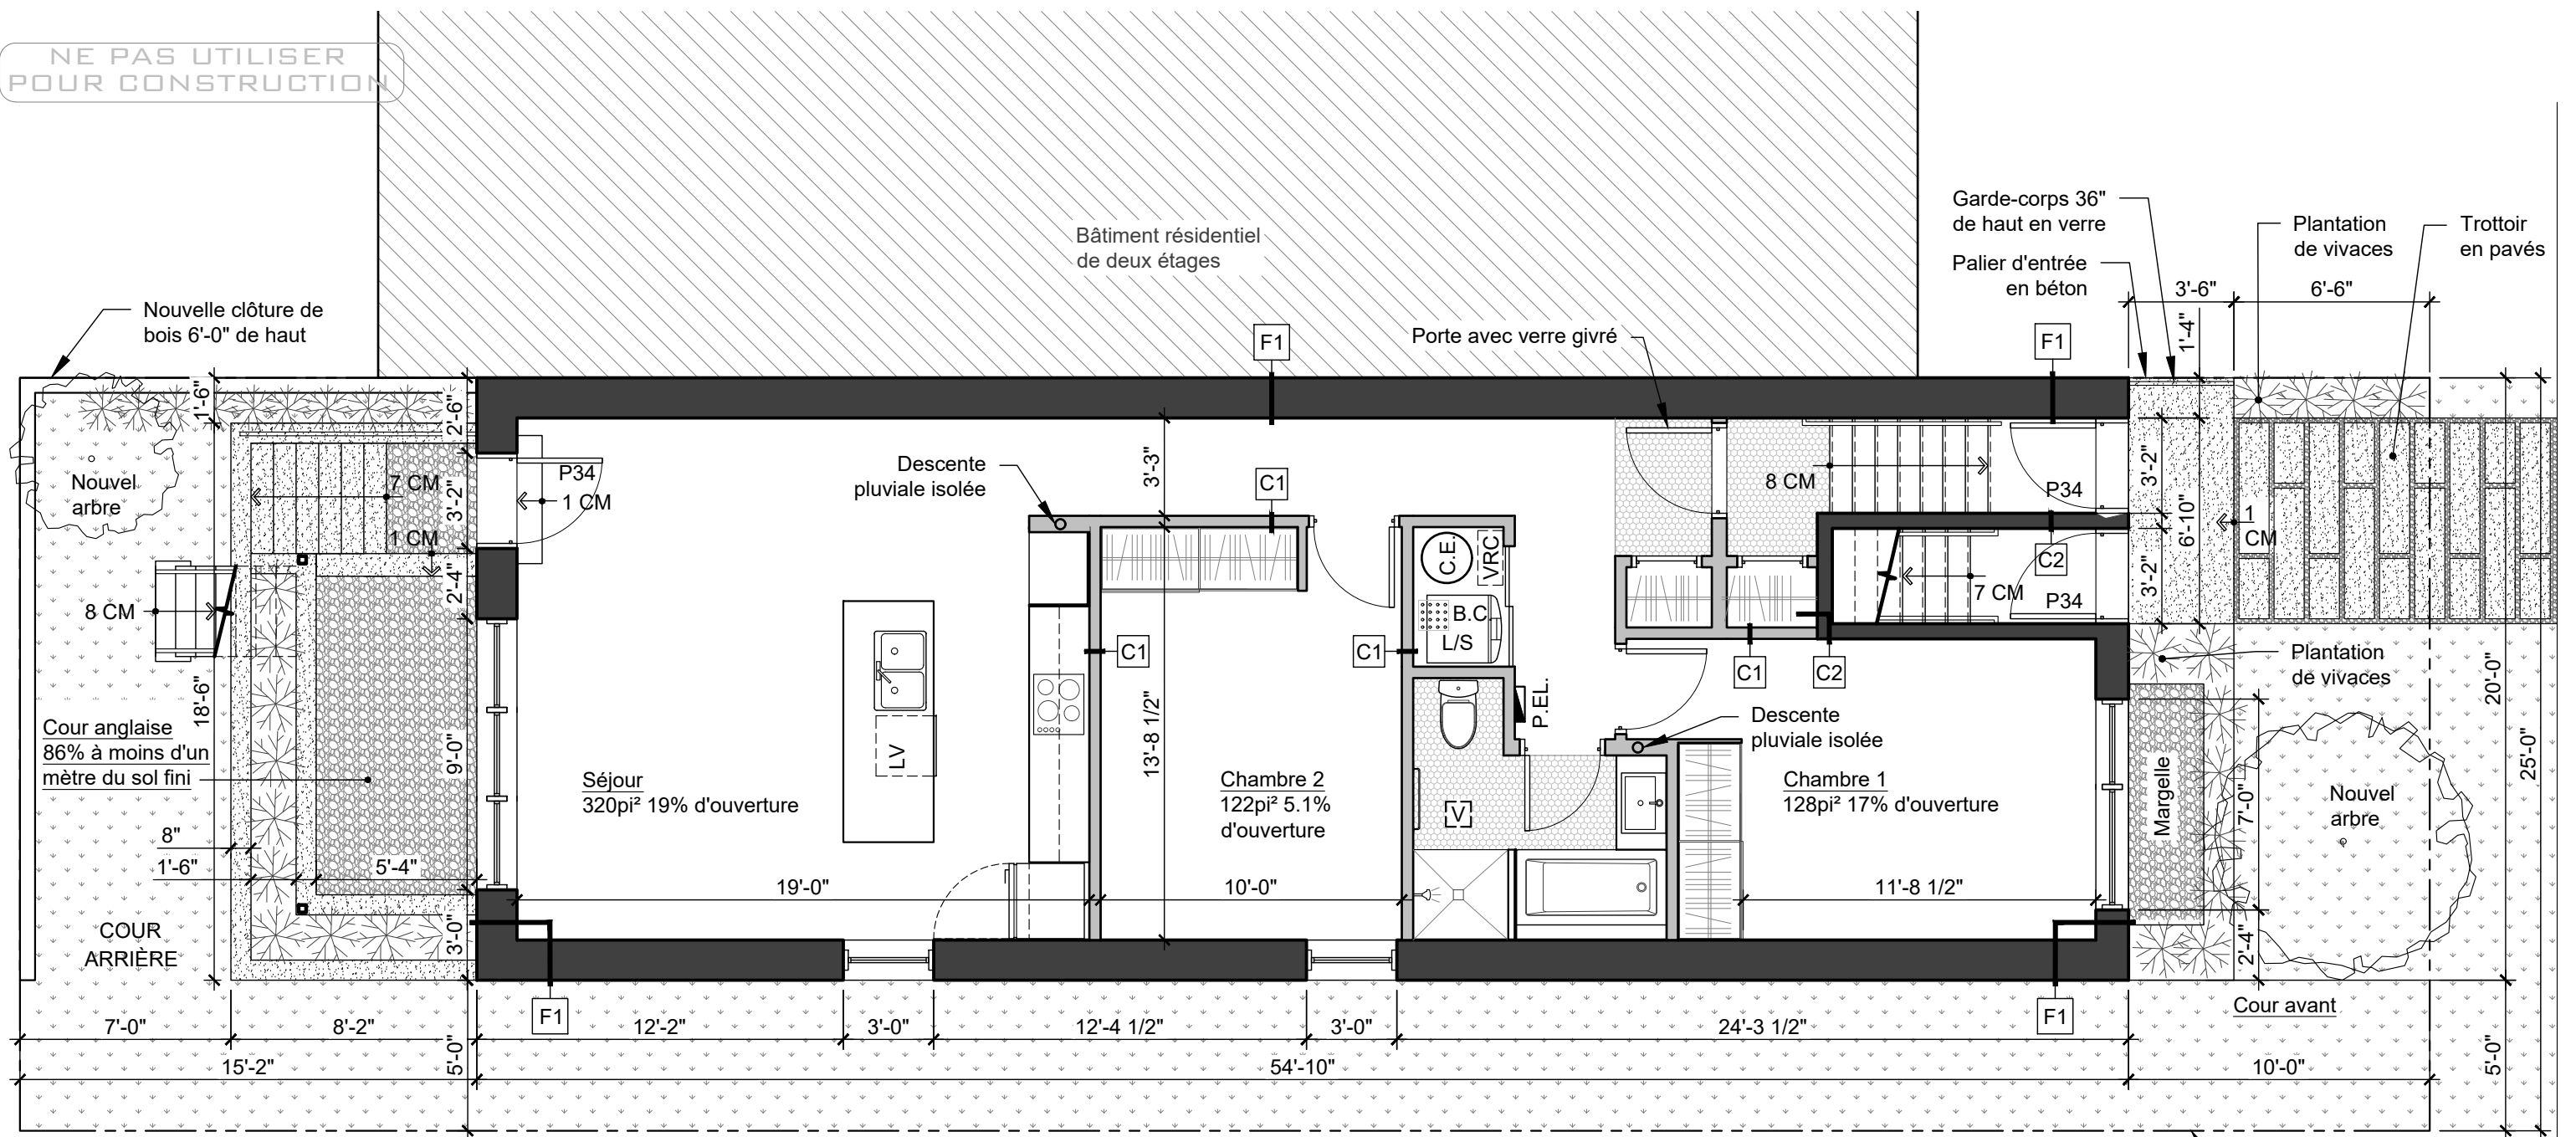 NE PAS UTILISER
POUR CONSTRUCTION
Bâtiment résidentiel
de deux étages
Garde-corps 36"
de haut en verre
Palier d'entrée
en béton
Plantation
de vivaces
Trottoir
en pavés
3'-6"
6'-6"
1'-4"
Nouvelle clôture de
bois 6'-0" de haut
Porte avec verre givré
F1
F1
1'-6"
2'-6"
Nouvel
arbre
7 CM
1 CM
3'-2"
P34
1 CM
Descente
pluviale isolée
3'-3"
C1
C.E.
VRC
B.C.
L/S
8 CM
P34
3'-2"
6'-10"
1
CM
C2
7 CM
P34
3'-2"
8 CM
2'-4"
18'-6"
C1
C1
C1
C2
P.EL.
Descente
pluviale isolée
Plantation
de vivaces
20'-0"
25'-0"
Cour anglaise
86% à moins d'un
mètre du sol fini
9'-0"
Séjour
320pi² 19% d'ouverture
LV
13'-8 1/2"
Chambre 2
122pi² 5.1%
d'ouverture
V
Chambre 1
128pi² 17% d'ouverture
Margelle
7'-0"
Nouvel
arbre
8"
1'-6"
5'-4"
19'-0"
10'-0"
11'-8 1/2"
COUR
ARRIÈRE
3'-0"
2'-4"
F1
F1
Cour avant
7'-0"
8'-2"
12'-2"
3'-0"
12'-4 1/2"
3'-0"
24'-3 1/2"
15'-2"
5'-0"
54'-10"
10'-0"
5'-0"